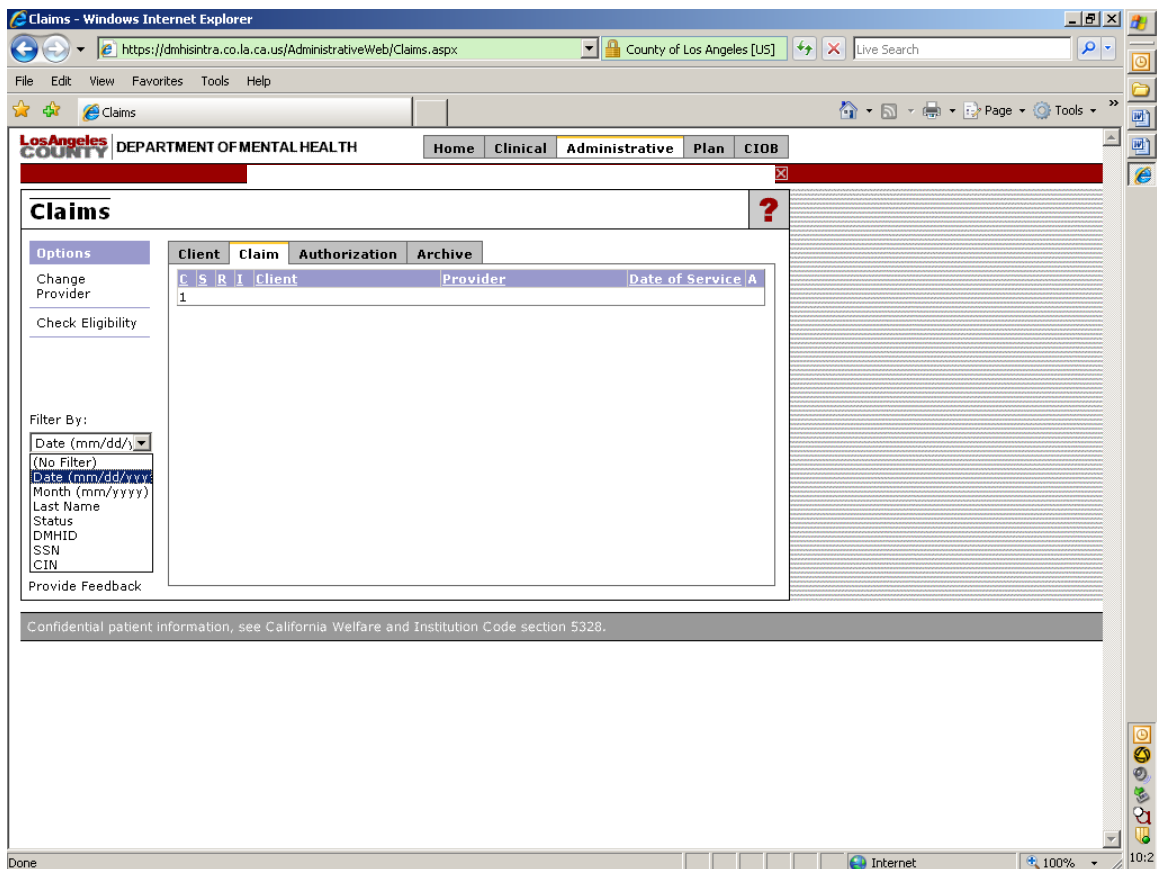 Claims - Windows Internet Explorer
https://dmhisintra.co.la.ca.us/AdministrativeWeb/Claims.aspx
County of Los Angeles [US]
Live Search
File Edit View Favorites Tools Help
Claims
Page Tools
Los Angeles COUNTY DEPARTMENT OF MENTAL HEALTH
Home Clinical Administrative Plan CIOB
Claims
?
Options
Client Claim Authorization Archive
Change
Provider
C S R I Client Provider Date of Service A
1
Check Eligibility
Filter By:
Date (mm/dd/y
(No Filter)
Date (mm/dd/yyy
Month (mm/yyyy)
Last Name
Status
DMHID
SSN
CIN
Provide Feedback
Confidential patient information, see California Welfare and Institution Code section 5328.
Done
Internet
100%
10:2